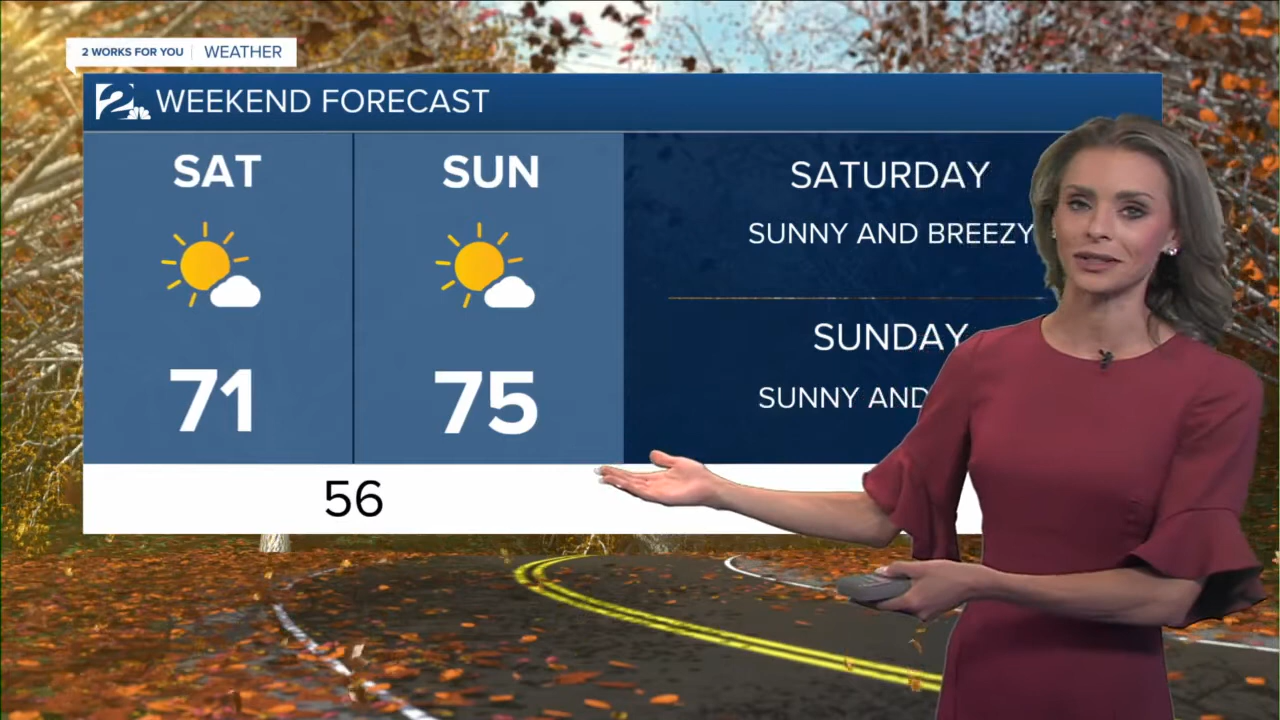 2 WORKS FOR YOU | WEATHER
2 WEEKEND FORECAST
SAT
SUN
71
75
56
SATURDAY
SUNNY AND BREEZY
SUNDAY
SUNNY AND